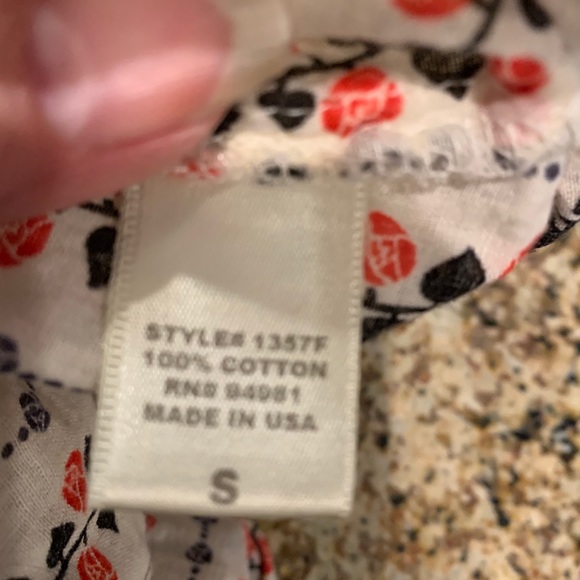 STYLE# 1357F
100% COTTON
RN# 94981
MADE IN USA
S